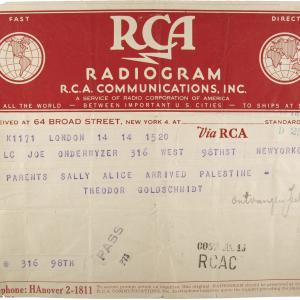 FAST
DIRECT
RCA
RADIOGRAM
R.C.A. COMMUNICATIONS, INC.
A SERVICE OF RADIO CORPORATION OF AMERICA
ALL THE WORLD — BETWEEN IMPORTANT U. S. CITIES — TO SHIPS AT
RECEIVED AT 64 BROAD STREET, NEW YORK 4, AT STANDARD
Via RCA
K1171 LONDON 14 14 1520
LC JOE ONDERWYZER 316 WEST 98THST NEWYORK
PARENTS SALLY ALICE ARRIVED PALESTINE =
THEODOR GOLDSCHMIDT
PASS
RCAC
316 98TH
Telephone: HAnover 2-1811